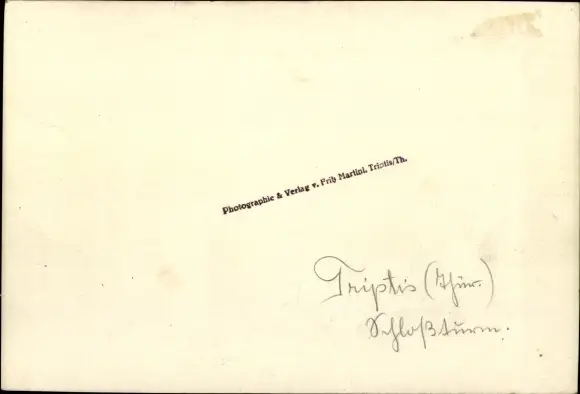 Photographie & Verlag v. Fritz Martini, Triptis/Th.
Triptis (Thür.)
Schloßturm.